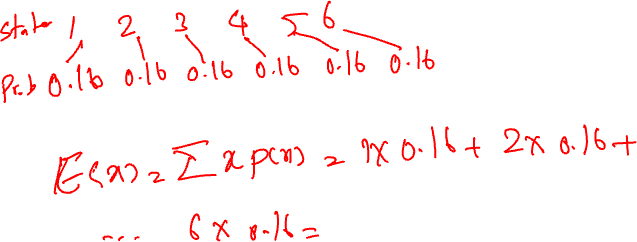 State 1 2 3 4 5 6
Prob 0.16 0.16 0.16 0.16 0.16 0.16
E(x) = Σ x p(x) = 1x 0.16 + 2x 0.16 +
... 6 x 0.16 =